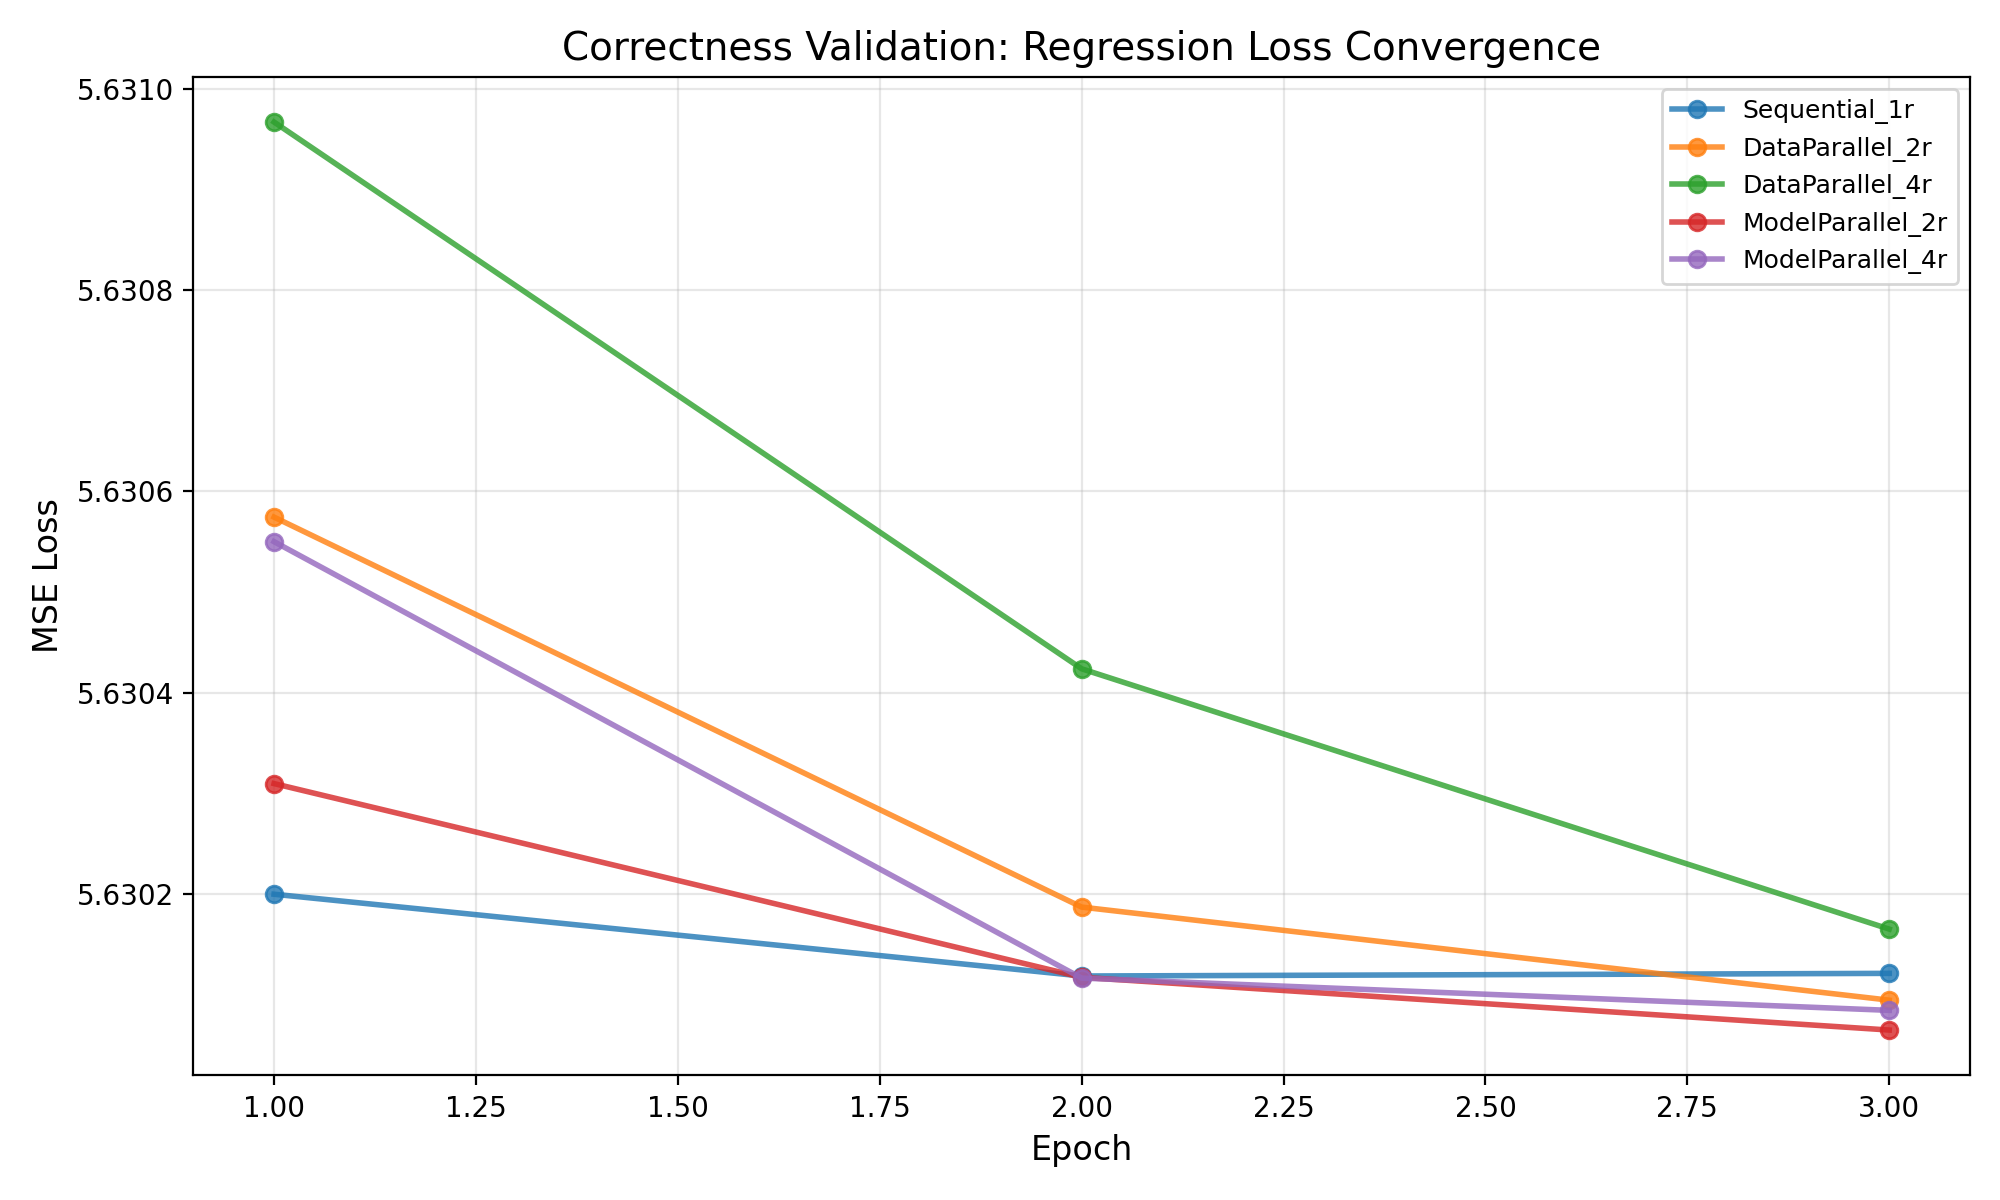 Correctness Validation: Regression Loss Convergence
5.6310
5.6308
5.6306
5.6304
5.6302
MSE Loss
Sequential_1r
DataParallel_2r
DataParallel_4r
ModelParallel_2r
ModelParallel_4r
1.00 1.25 1.50 1.75 2.00 2.25 2.50 2.75 3.00
Epoch